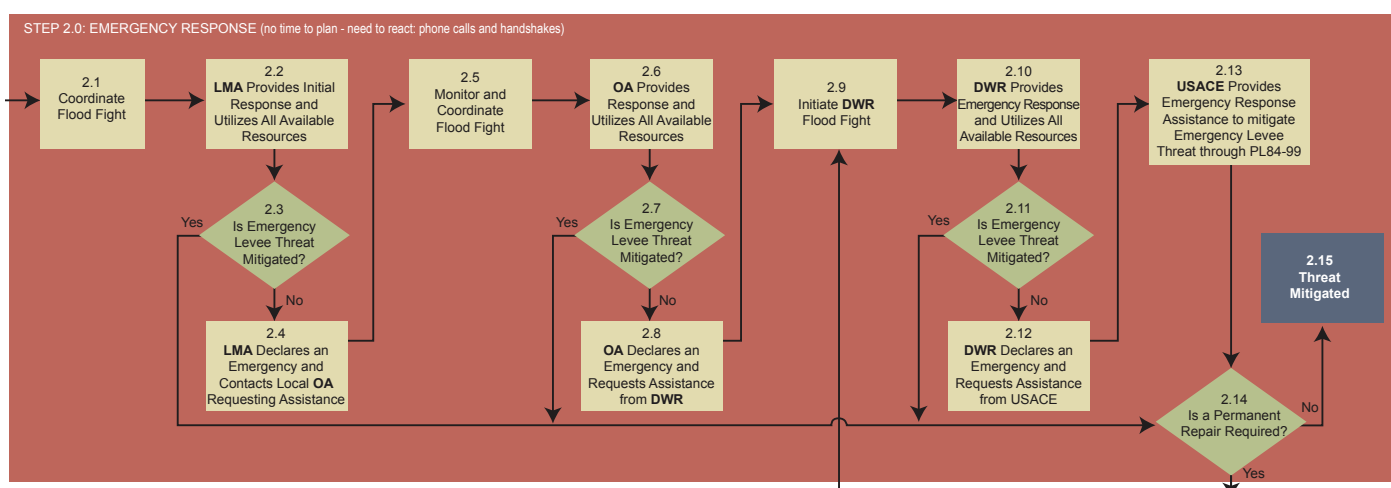 STEP 2.0: EMERGENCY RESPONSE (no time to plan - need to react: phone calls and handshakes)
2.1
Coordinate
Flood Fight
2.2
LMA Provides Initial
Response and
Utilizes All Available
Resources
2.5
Monitor and
Coordinate
Flood Fight
2.6
OA Provides
Response and
Utilizes All Available
Resources
2.9
Initiate DWR
Flood Fight
2.10
DWR Provides
Emergency Response
and Utilizes All
Available Resources
2.13
USACE Provides
Emergency Response
Assistance to mitigate
Emergency Levee
Threat through PL84-99
Yes
2.3
Is Emergency
Levee Threat
Mitigated?
No
Yes
2.7
Is Emergency
Levee Threat
Mitigated?
No
Yes
2.11
Is Emergency
Levee Threat
Mitigated?
No
2.15
Threat
Mitigated
2.4
LMA Declares an
Emergency and
Contacts Local OA
Requesting Assistance
2.8
OA Declares an
Emergency and
Requests Assistance
from DWR
2.12
DWR Declares an
Emergency and
Requests Assistance
from USACE
2.14
Is a Permanent
Repair Required?
No
Yes